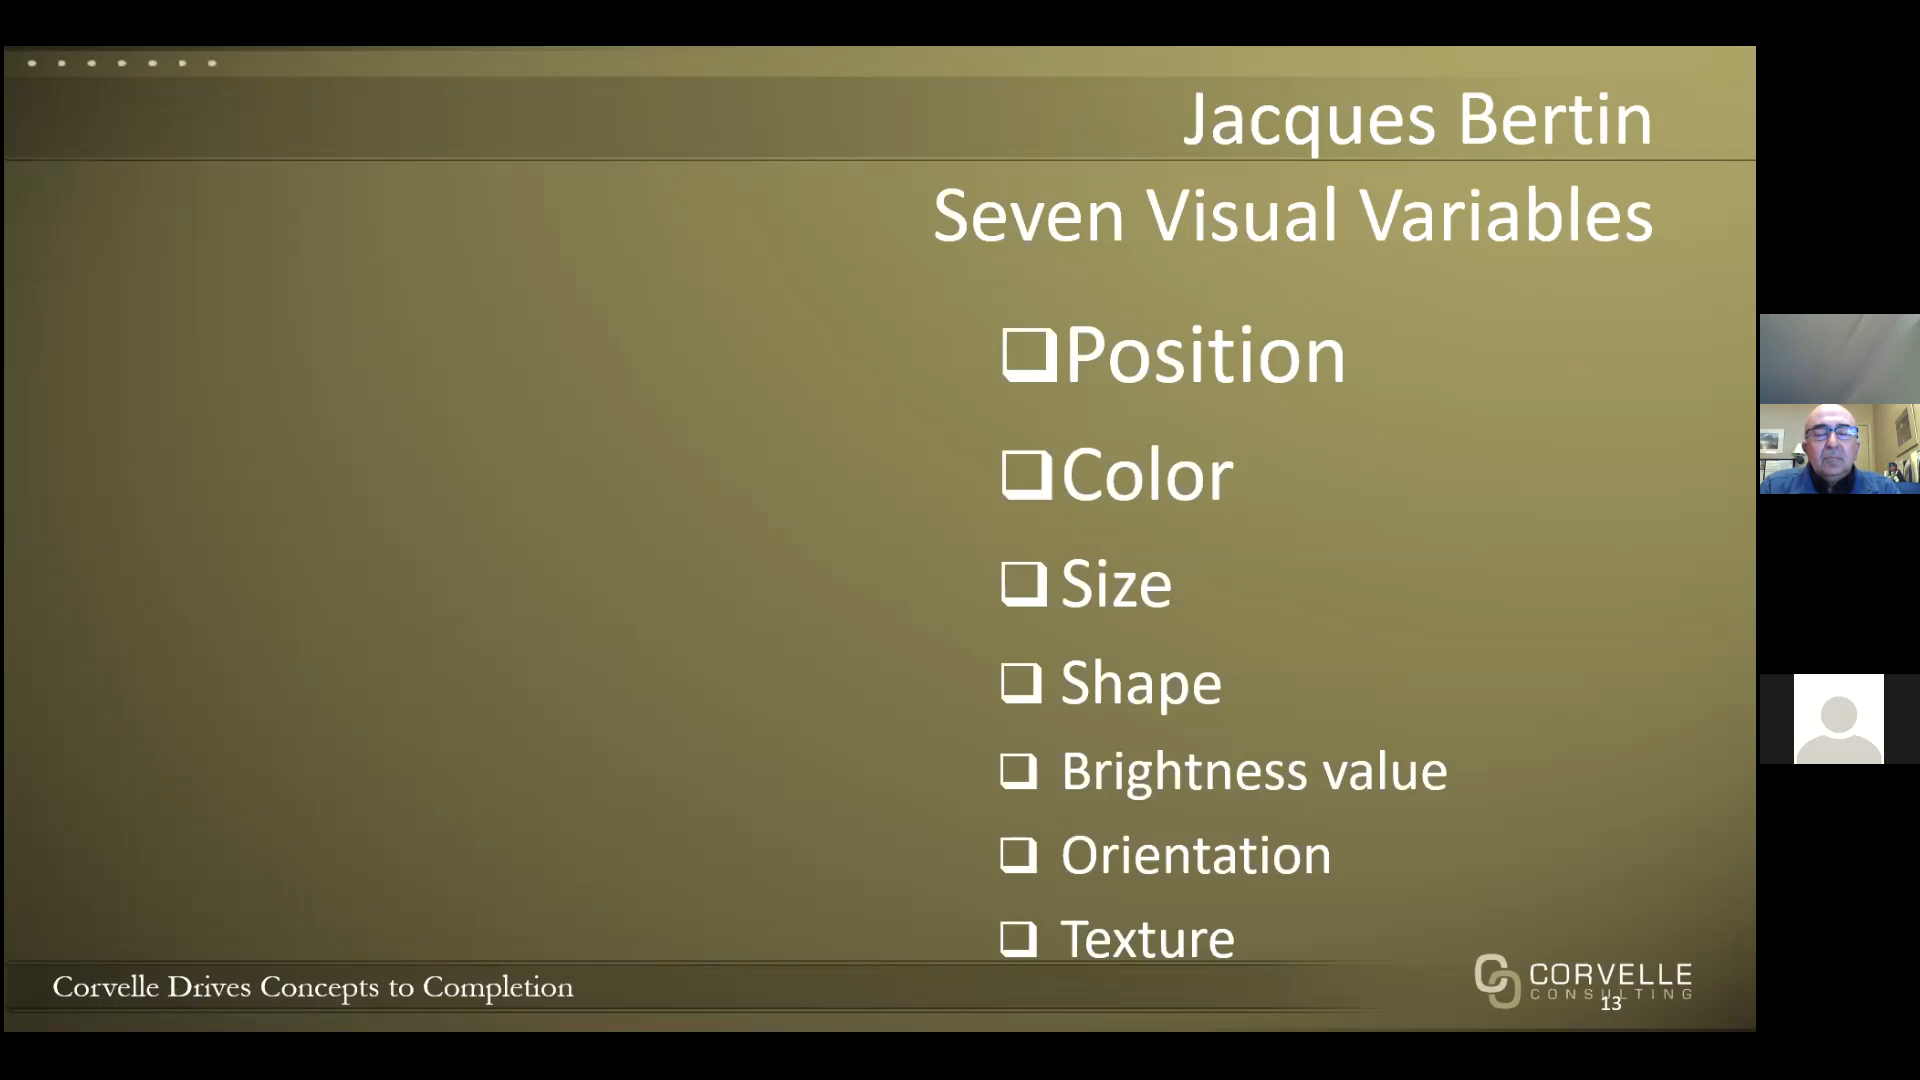 Jacques Bertin
Seven Visual Variables
Position
Color
Size
Shape
Brightness value
Orientation
Texture
Corvelle Drives Concepts to Completion
CORVELLE
CONSULTING
13